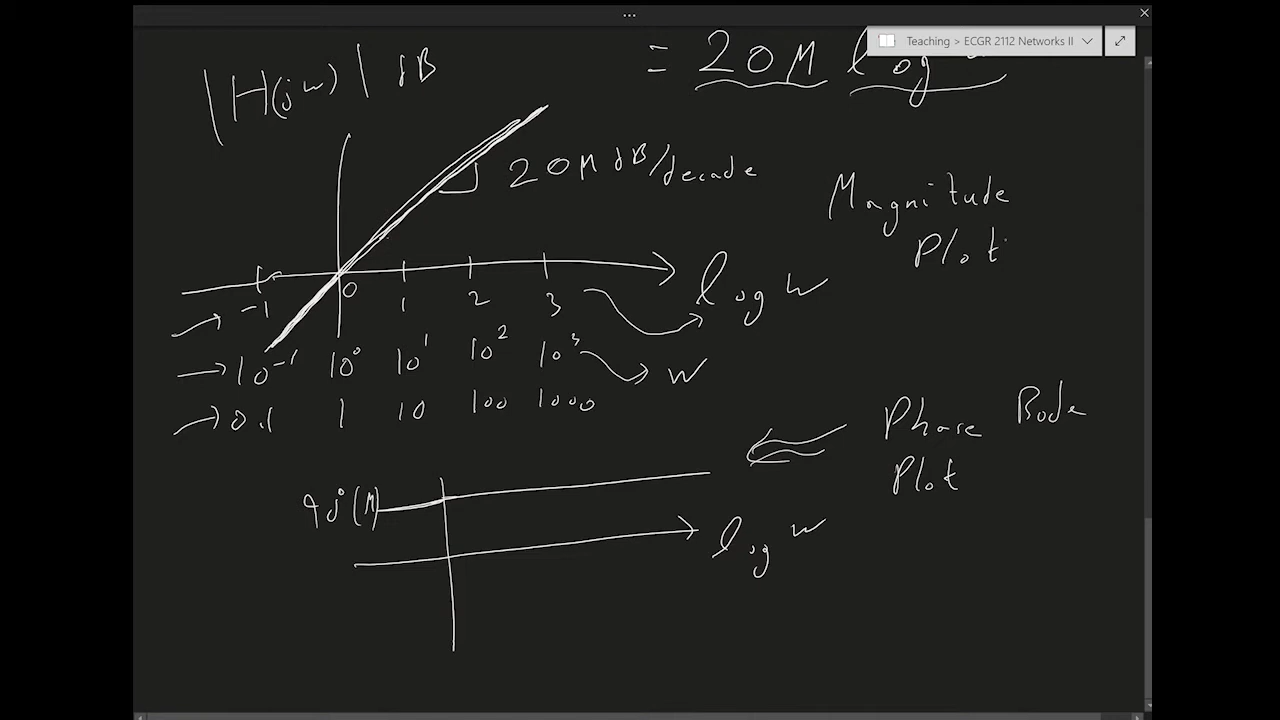 Teaching > ECGR 2112 Networks II
|H(jw)| dB
= 20M log w
20M dB/decade
Magnitude
Plot
log w
-1 0 1 2 3
10⁻¹ 10⁰ 10¹ 10² 10³
w
0.1 1 10 100 1000
Phase Bode
Plot
90°(M)
log w